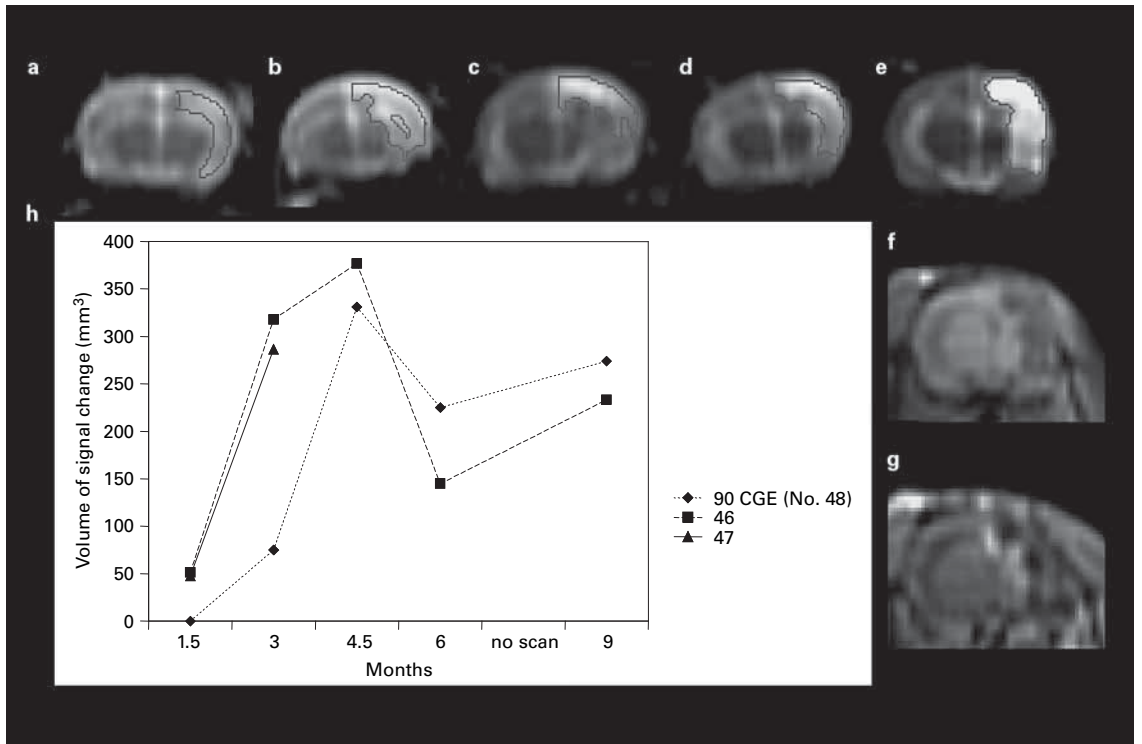 a
b
c
d
e
h
400
350
300
250
200
150
100
50
0
Volume of signal change (mm³)
1.5 3 4.5 6 no scan 9
Months
90 CGE (No. 48)
46
47
f
g